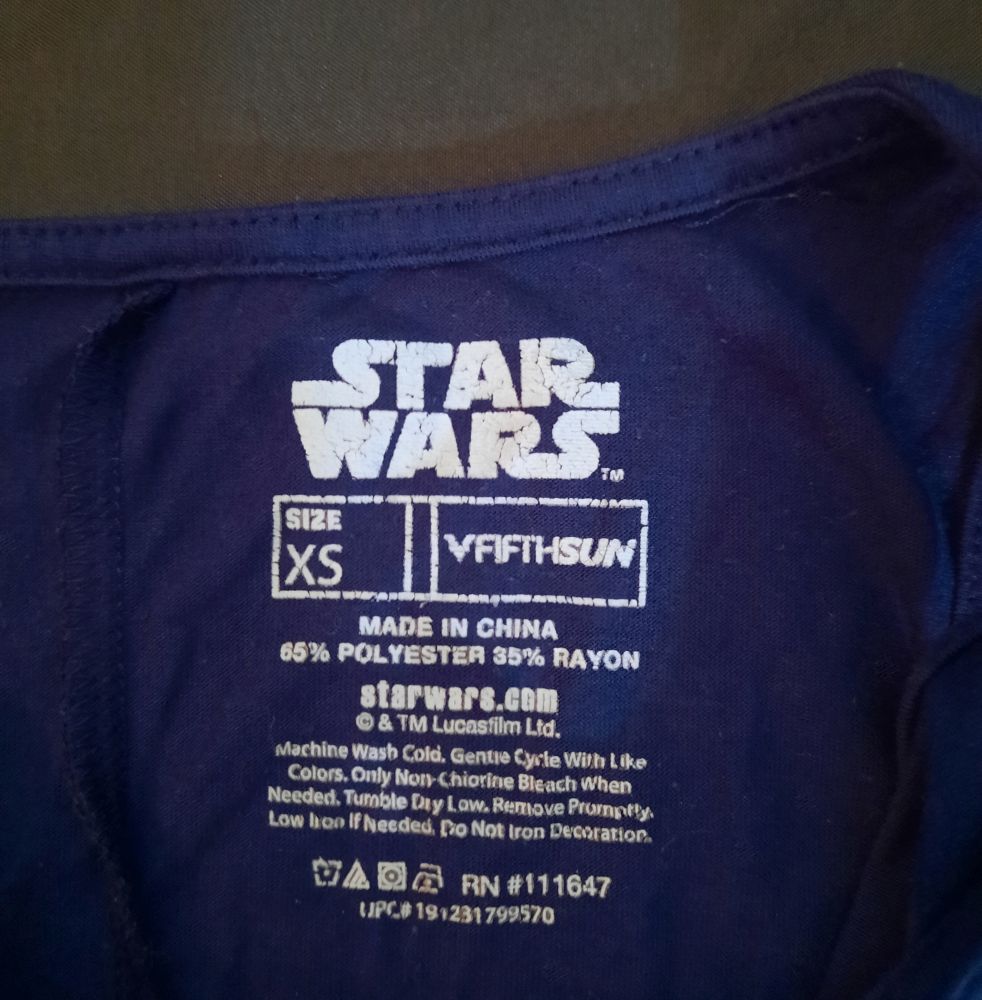 STAR
WARS
TM
SIZE
XS
FIFTHSUN
MADE IN CHINA
65% POLYESTER 35% RAYON
starwars.com
© & TM Lucasfilm Ltd.
Machine Wash Cold. Gentle Cycle With Like
Colors. Only Non-Chlorine Bleach When
Needed. Tumble Dry Low. Remove Promptly.
Low Iron If Needed. Do Not Iron Decoration.
RN #111647
UPC# 191231799570